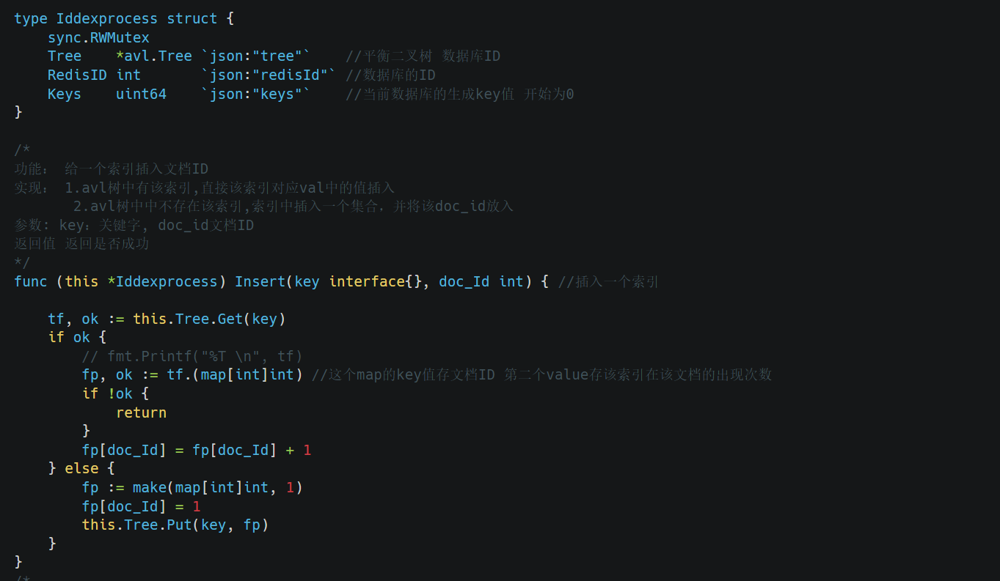 type Iddexprocess struct {
    sync.RWMutex
    Tree    *avl.Tree `json:"tree"`    //平衡二叉树 数据库ID
    RedisID int       `json:"redisId"` //数据库的ID
    Keys    uint64    `json:"keys"`    //当前数据库的生成key值 开始为0
}
/*
功能： 给一个索引插入文档ID
实现： 1.avl树中有该索引,直接该索引对应val中的值插入
       2.avl树中中不存在该索引,索引中插入一个集合. 并将该doc_id放入
参数: key：关键字, doc_id文档ID
返回值 返回是否成功
*/
func (this *Iddexprocess) Insert(key interface{}, doc_Id int) { //插入一个索引
    tf, ok := this.Tree.Get(key)
    if ok {
        // fmt.Printf("%T \n", tf)
        fp, ok := tf.(map[int]int) //这个map的key值存文档ID 第二个value存该索引在该文档的出现次数
        if !ok {
            return
        }
        fp[doc_Id] = fp[doc_Id] + 1
    } else {
        fp := make(map[int]int, 1)
        fp[doc_Id] = 1
        this.Tree.Put(key, fp)
    }
}
/*